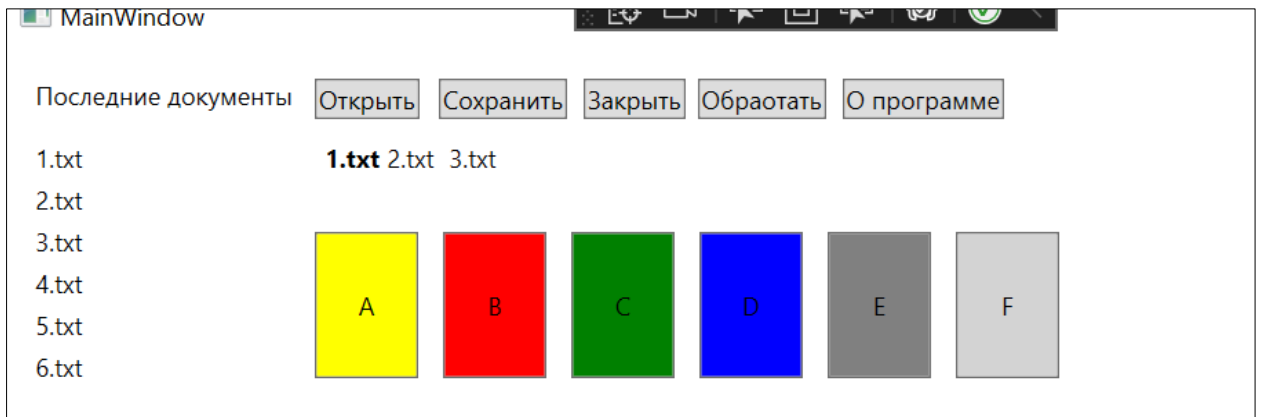 MainWindow
Последние документы Открыть Сохранить Закрыть Обраотать О программе
1.txt 1.txt 2.txt 3.txt
2.txt
3.txt
4.txt
5.txt
6.txt
A B C D E F